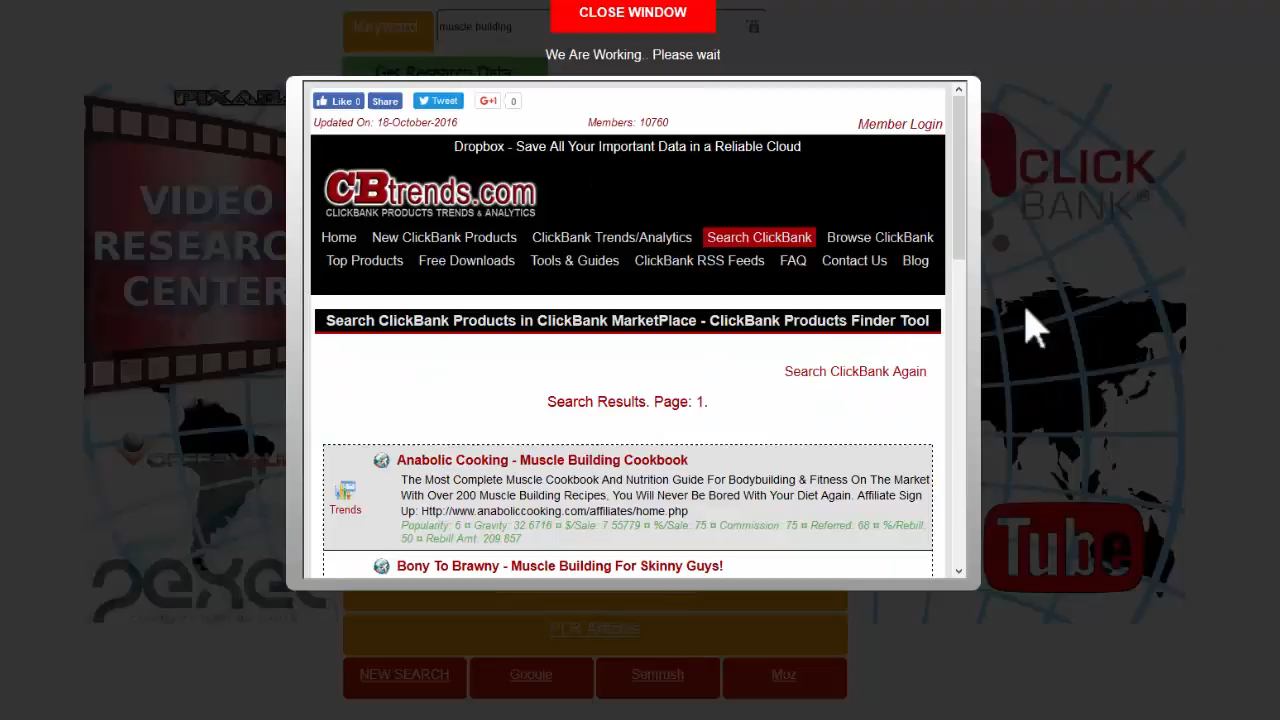 CLOSE WINDOW
Keyword
muscle building
We Are Working.. Please wait
Like 0
Share
Tweet
G+1
0
Updated On: 18-October-2016
Members: 10760
Member Login
Dropbox - Save All Your Important Data in a Reliable Cloud
CBtrends.com
CLICKBANK PRODUCTS TRENDS & ANALYTICS
Home New ClickBank Products ClickBank Trends/Analytics Search ClickBank Browse ClickBank
Top Products Free Downloads Tools & Guides ClickBank RSS Feeds FAQ Contact Us Blog
Search ClickBank Products in ClickBank MarketPlace - ClickBank Products Finder Tool
Search ClickBank Again
Search Results. Page: 1.
Anabolic Cooking - Muscle Building Cookbook
The Most Complete Muscle Cookbook And Nutrition Guide For Bodybuilding & Fitness On The Market
With Over 200 Muscle Building Recipes, You Will Never Be Bored With Your Diet Again. Affiliate Sign
Up: Http://www.anaboliccooking.com/affiliates/home.php
Trends
Popularity: 6 ¤ Gravity: 32.6716 ¤ $/Sale: 7.55779 ¤ %/Sale: 75 ¤ Commission: 75 ¤ Referred: 68 ¤ %/Rebill:
50 ¤ Rebill Amt: 209.857
Bony To Brawny - Muscle Building For Skinny Guys!
VIDEO
RESEARC
CENTER
CLICK
BANK
Tube
PLR Articles
NEW SEARCH
Google
Semrush
Moz